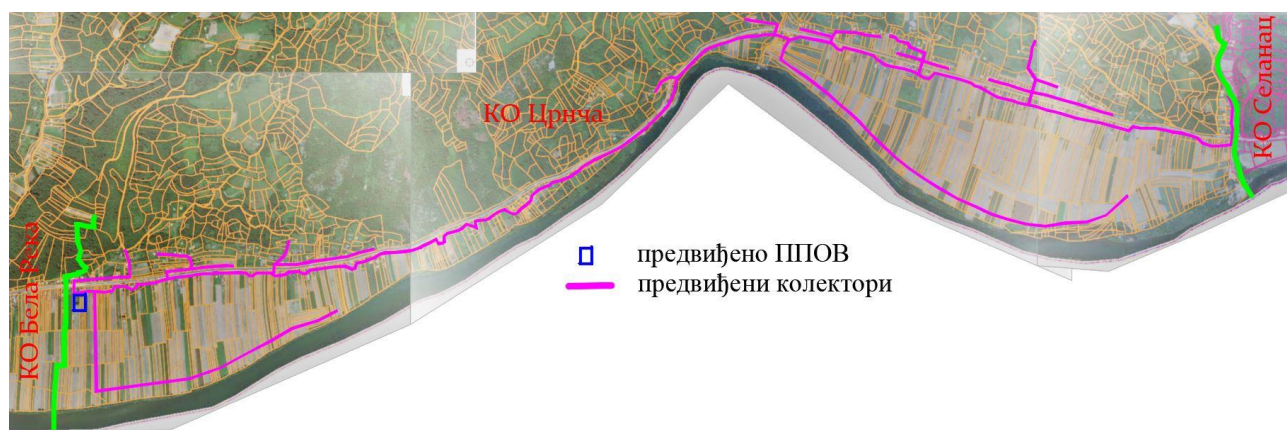 КО Црнча
КО Селанац
КО Бела Река
предвиђено ППОВ
предвиђени колектори